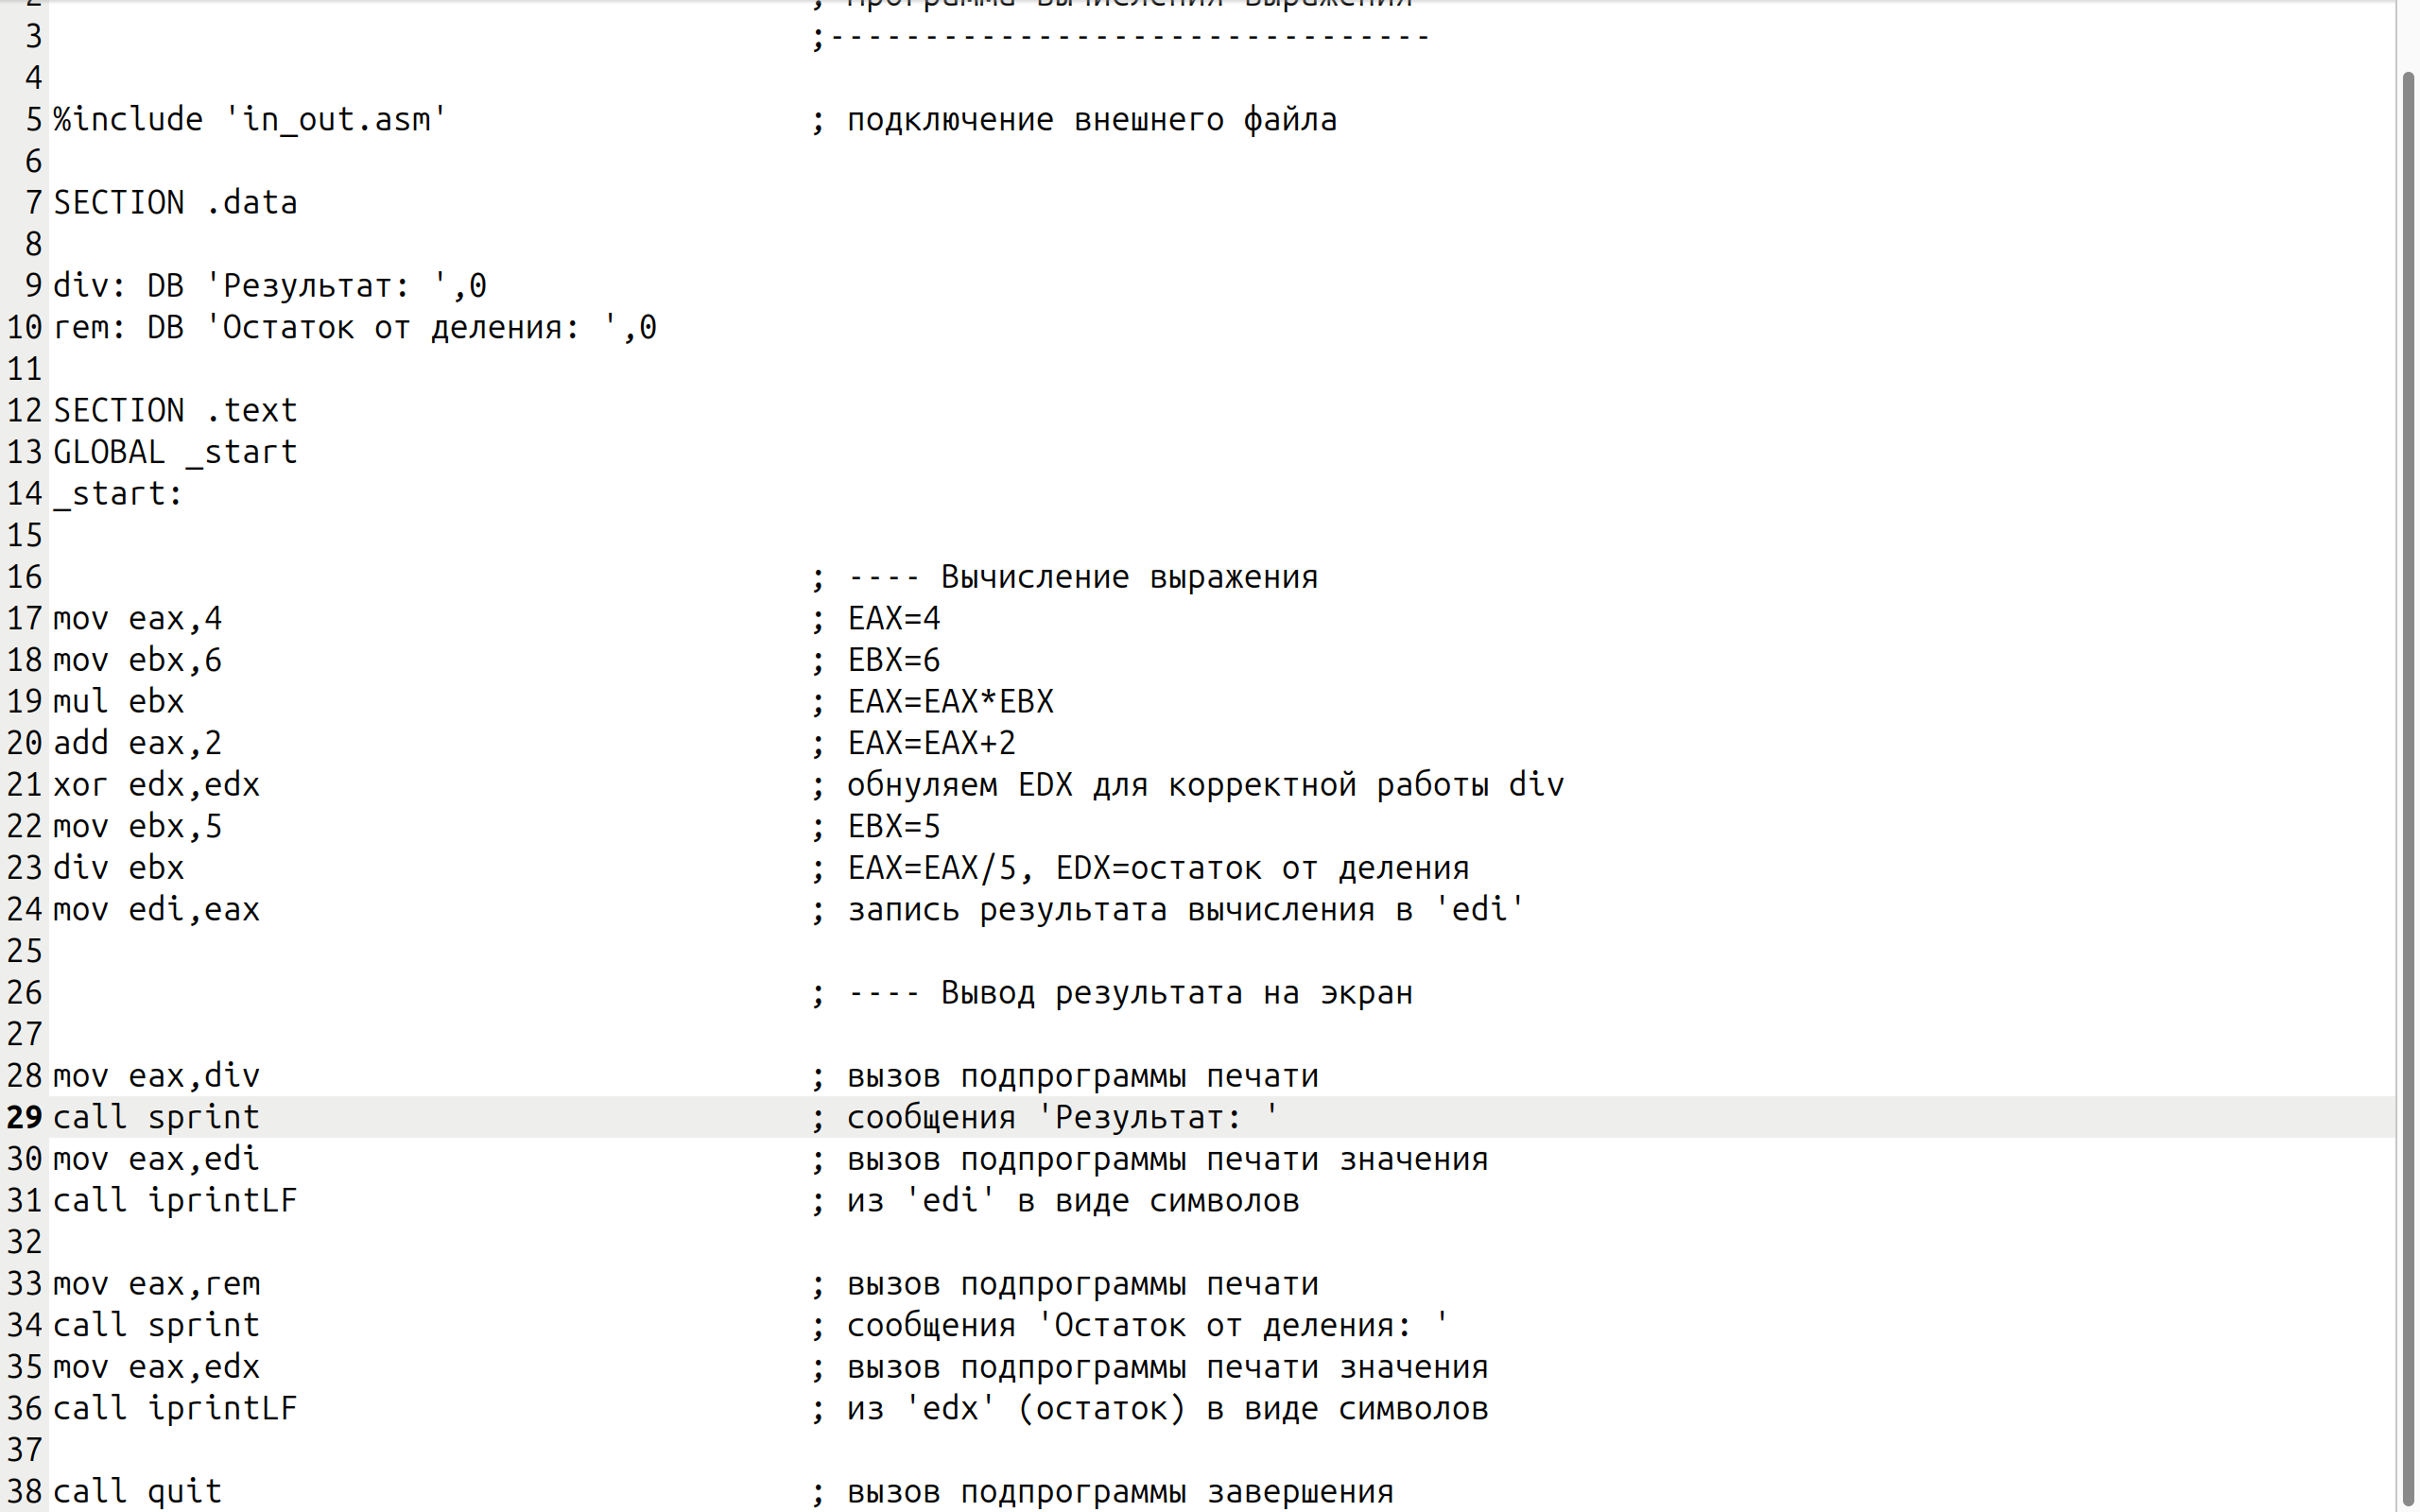 2 ; Программа вычисления выражения
3 ;--------------------------------
4
5 %include 'in_out.asm' ; подключение внешнего файла
6
7 SECTION .data
8
9 div: DB 'Результат: ',0
10 rem: DB 'Остаток от деления: ',0
11
12 SECTION .text
13 GLOBAL _start
14 _start:
15
16 ; ---- Вычисление выражения
17 mov eax,4 ; EAX=4
18 mov ebx,6 ; EBX=6
19 mul ebx ; EAX=EAX*EBX
20 add eax,2 ; EAX=EAX+2
21 xor edx,edx ; обнуляем EDX для корректной работы div
22 mov ebx,5 ; EBX=5
23 div ebx ; EAX=EAX/5, EDX=остаток от деления
24 mov edi,eax ; запись результата вычисления в 'edi'
25
26 ; ---- Вывод результата на экран
27
28 mov eax,div ; вызов подпрограммы печати
29 call sprint ; сообщения 'Результат: '
30 mov eax,edi ; вызов подпрограммы печати значения
31 call iprintLF ; из 'edi' в виде символов
32
33 mov eax,rem ; вызов подпрограммы печати
34 call sprint ; сообщения 'Остаток от деления: '
35 mov eax,edx ; вызов подпрограммы печати значения
36 call iprintLF ; из 'edx' (остаток) в виде символов
37
38 call quit ; вызов подпрограммы завершения